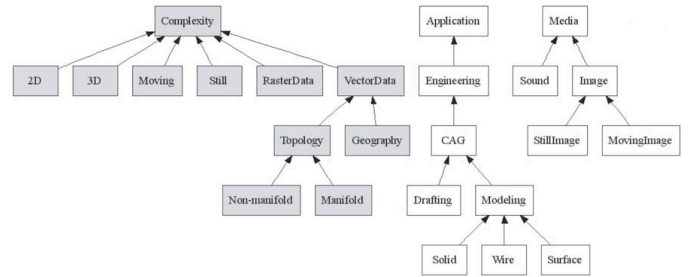 Complexity Application Media
2D 3D Moving Still RasterData VectorData Engineering Sound Image
Topology Geography CAG StillImage MovingImage
Non-manifold Manifold Drafting Modeling
Solid Wire Surface